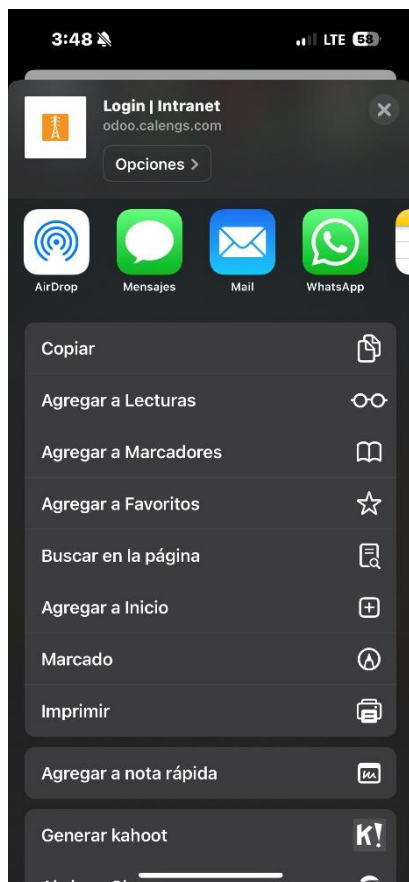 3:48
LTE 58
Login | Intranet
odoo.calengs.com
Opciones >
AirDrop
Mensajes
Mail
WhatsApp
Copiar
Agregar a Lecturas
Agregar a Marcadores
Agregar a Favoritos
Buscar en la página
Agregar a Inicio
Marcado
Imprimir
Agregar a nota rápida
Generar kahoot
K!